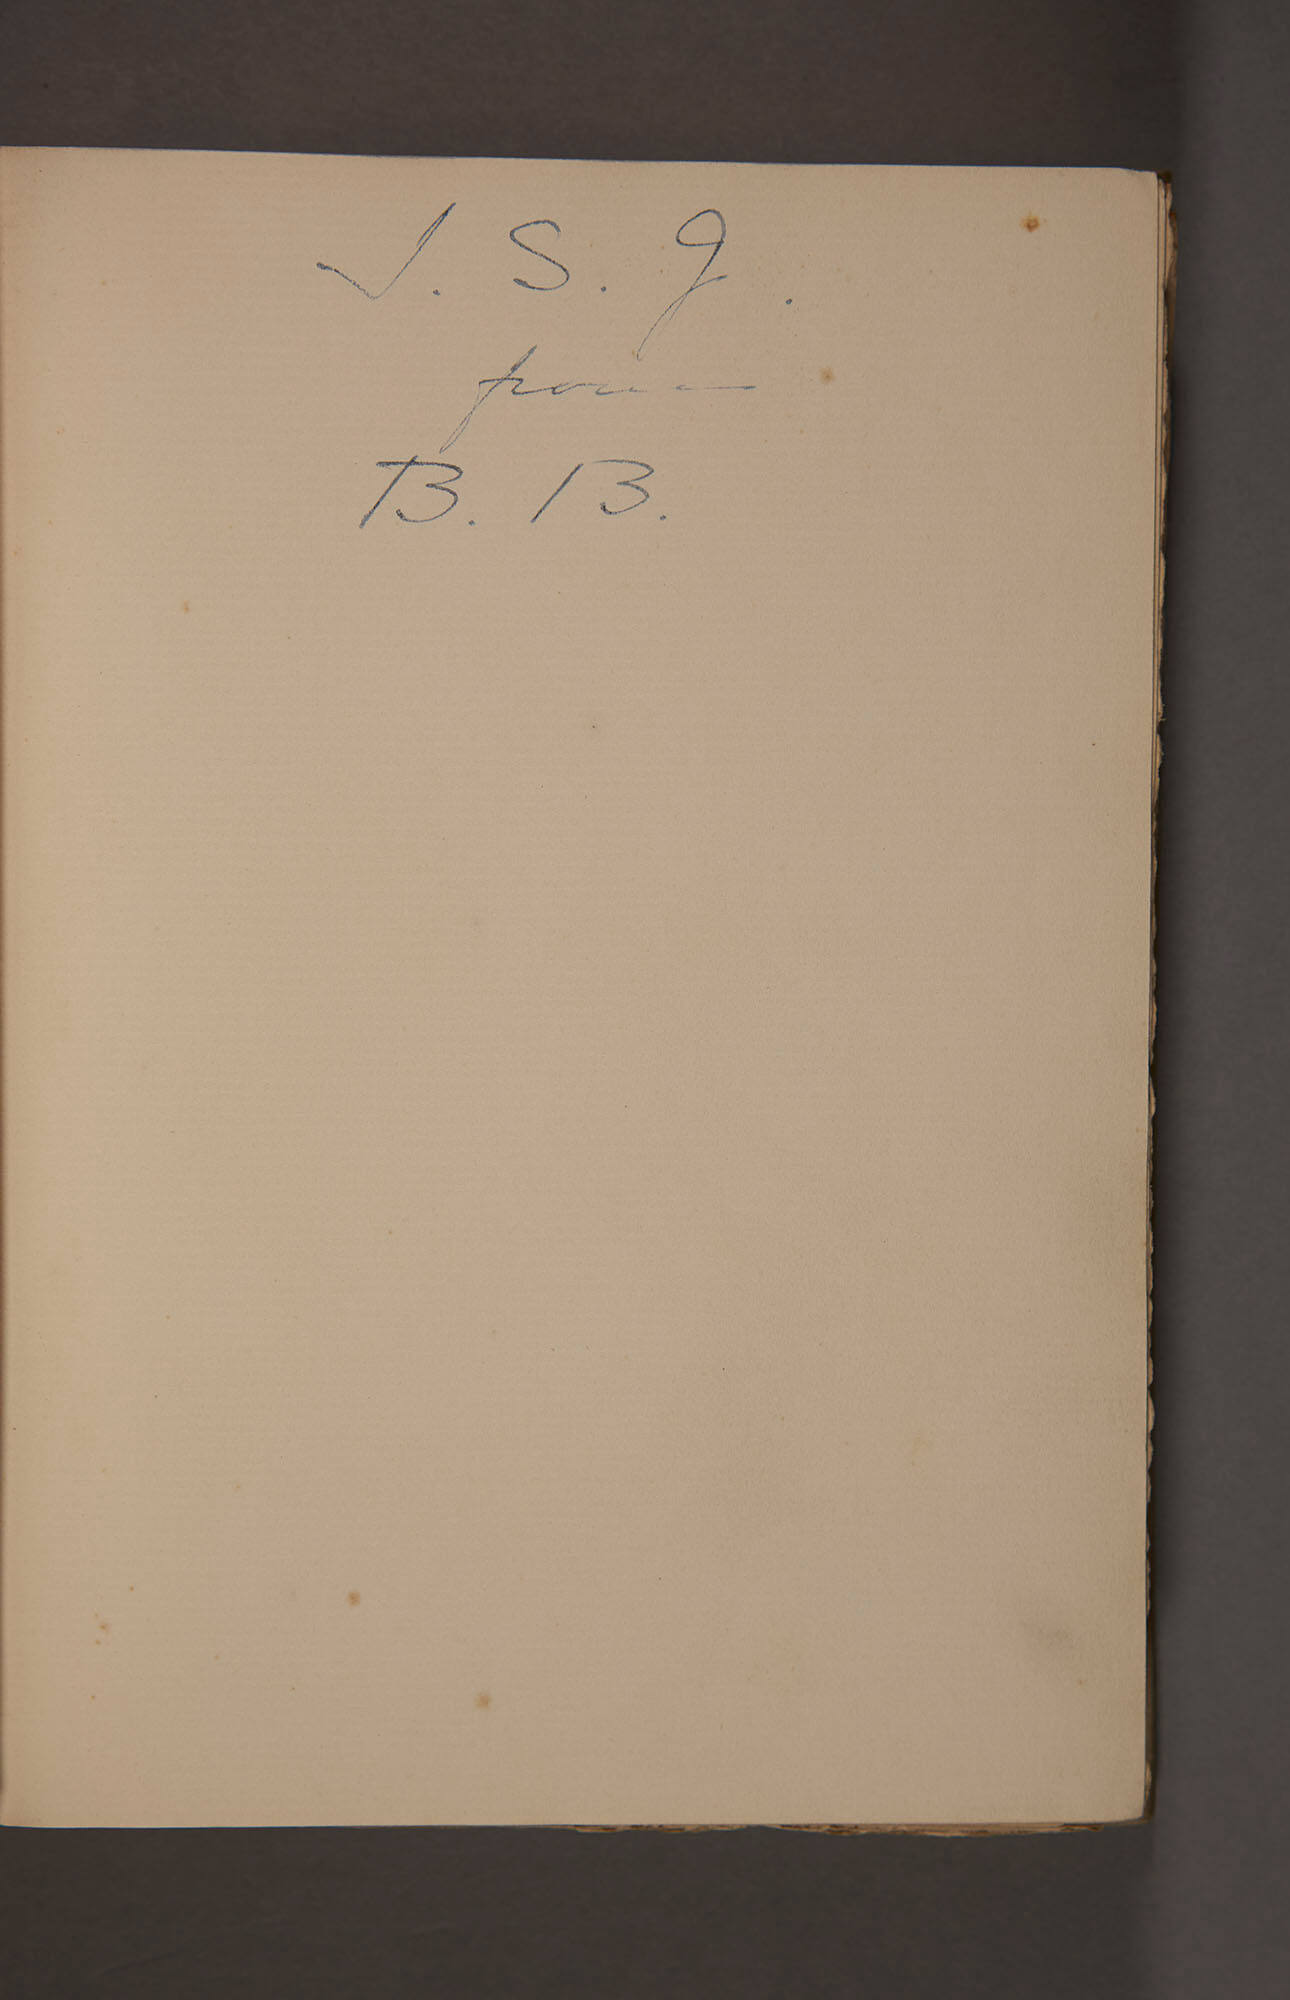 I. S. G.
from
B. B.